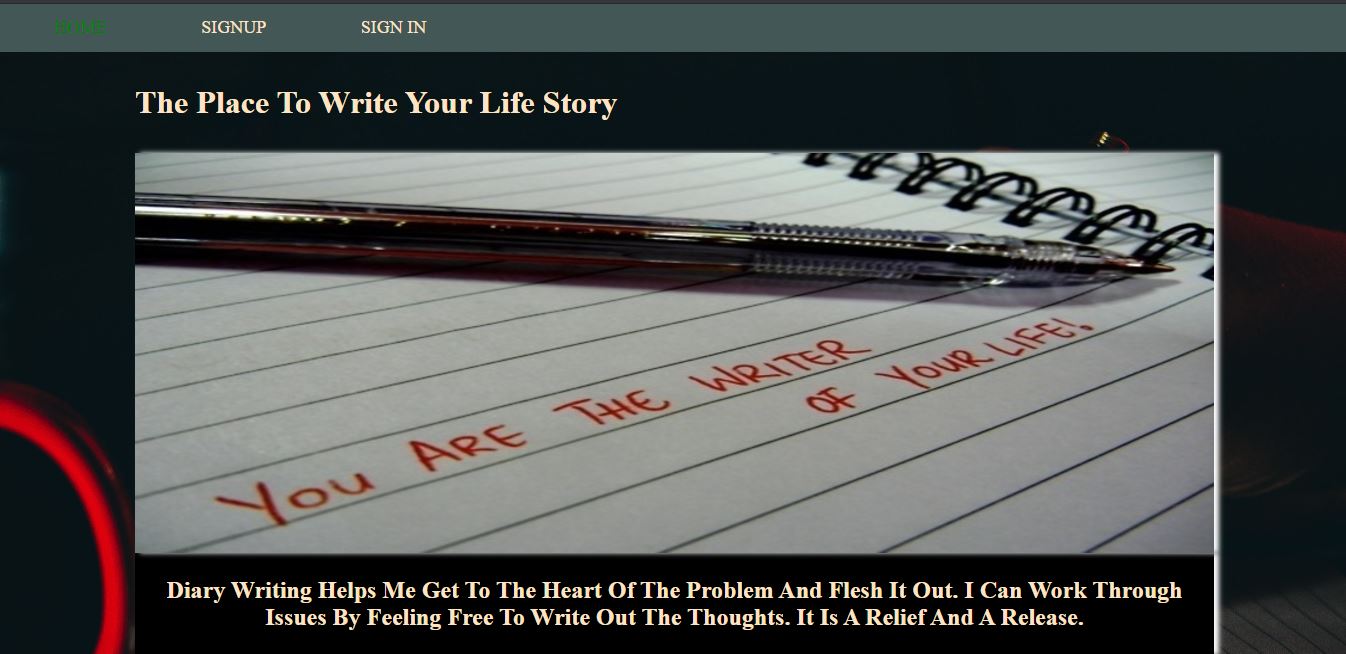 HOME SIGNUP SIGN IN
The Place To Write Your Life Story
YOU ARE THE WRITER
OF YOUR LIFE!
Diary Writing Helps Me Get To The Heart Of The Problem And Flesh It Out. I Can Work Through
Issues By Feeling Free To Write Out The Thoughts. It Is A Relief And A Release.